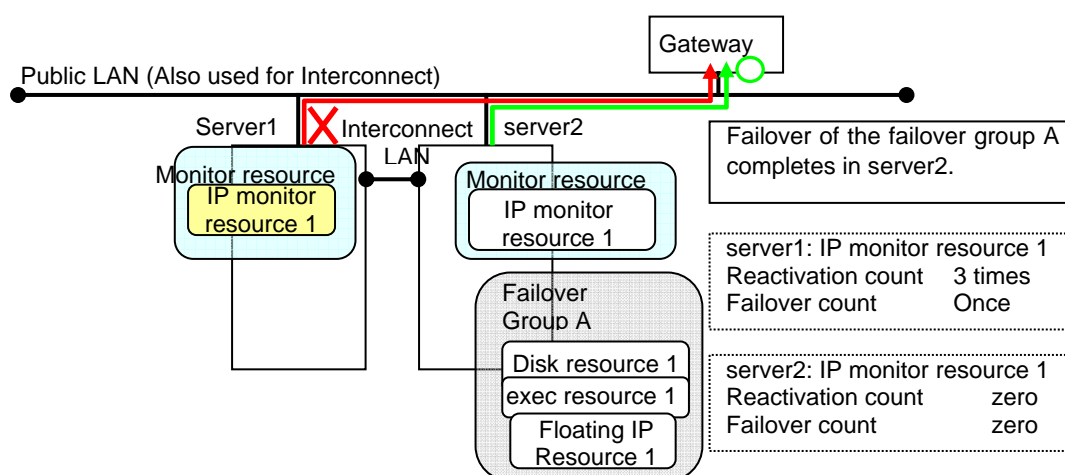 Gateway
Public LAN (Also used for Interconnect)
Server1
Interconnect
LAN
server2
Failover of the failover group A
completes in server2.
Monitor resource
IP monitor
resource 1
Monitor resource
IP monitor
resource 1
server1: IP monitor resource 1
Reactivation count 3 times
Failover count Once
Failover
Group A
Disk resource 1
exec resource 1
Floating IP
Resource 1
server2: IP monitor resource 1
Reactivation count zero
Failover count zero